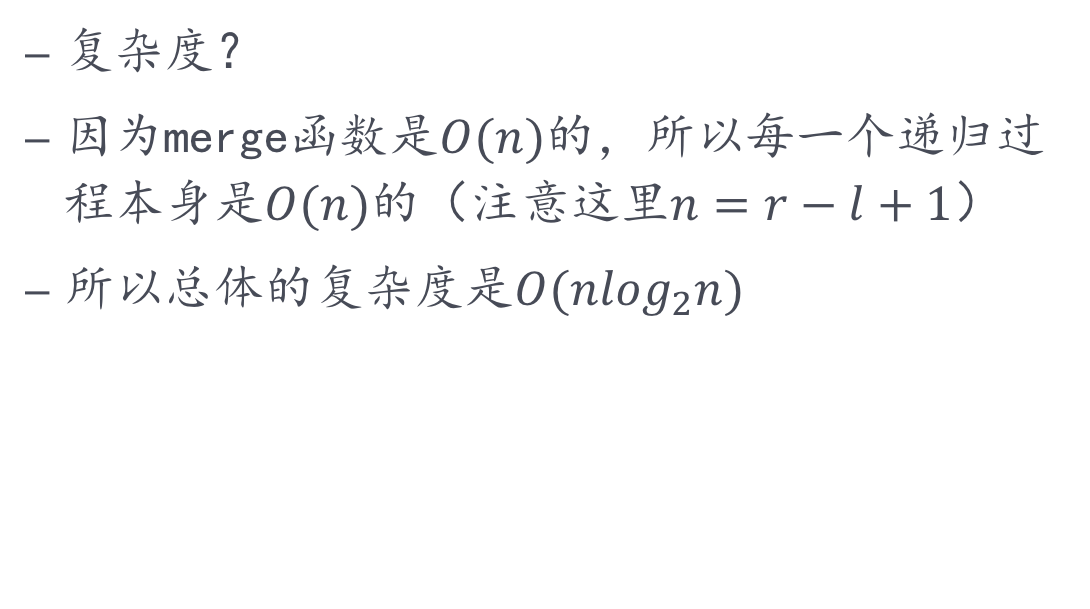 – 复杂度？
– 因为merge函数是O(n)的，所以每一个递归过
程本身是O(n)的（注意这里n = r − l + 1）
– 所以总体的复杂度是O(nlog₂n)